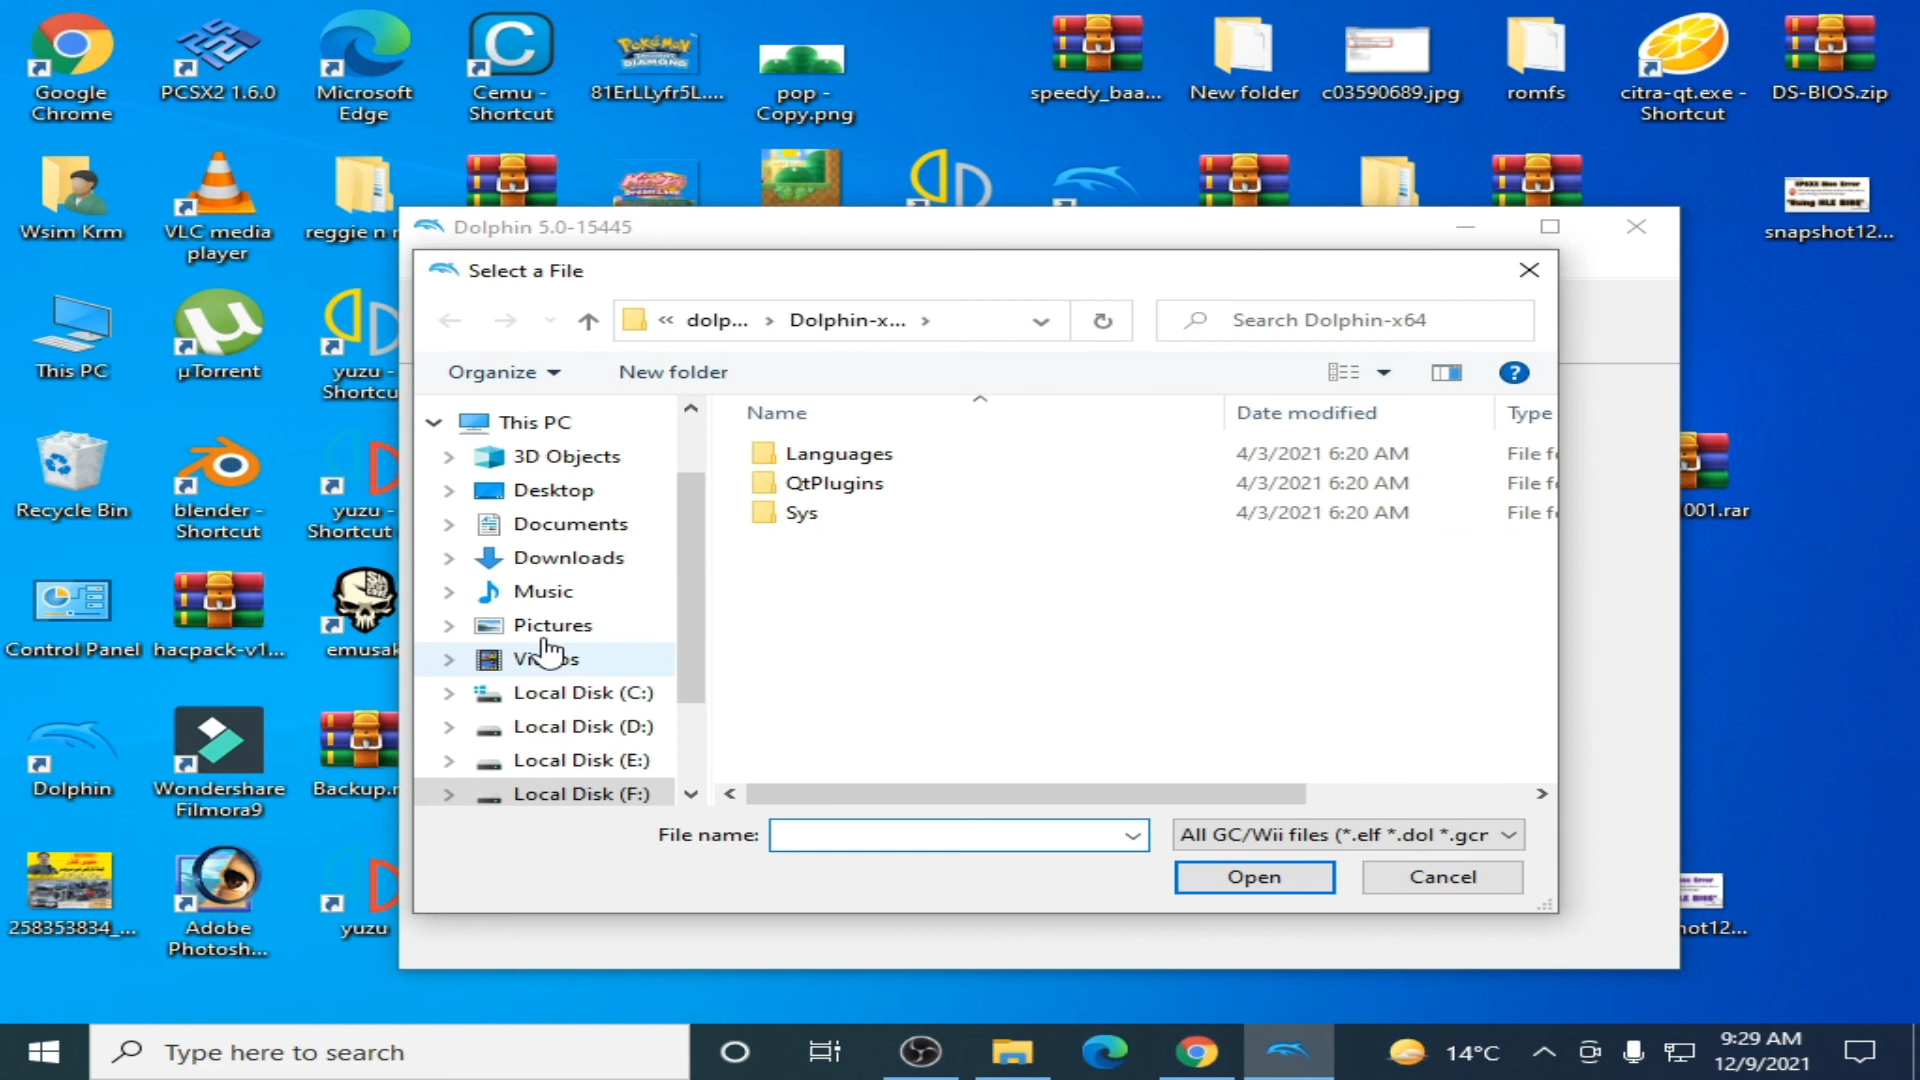 Google
Chrome
PCSX2 1.6.0
Microsoft
Edge
Cemu -
Shortcut
81ErLLyfr5L....
pop -
Copy.png
speedy_baa...
New folder
c03590689.jpg
romfs
citra-qt.exe -
Shortcut
DS-BIOS.zip
Wsim Krm
VLC media
player
reggie n r
snapshot12...
This PC
µTorrent
yuzu -
Shortcu
Recycle Bin
blender -
Shortcut
yuzu -
Shortcut
001.rar
Control Panel
hacpack-v1...
emusak
Dolphin
Wondershare
Filmora9
Backup.r
258353834_...
Adobe
Photosh...
yuzu
hot12...
Dolphin 5.0-15445
Select a File
« dolp... › Dolphin-x... ›
Search Dolphin-x64
Organize
New folder
This PC
3D Objects
Desktop
Documents
Downloads
Music
Pictures
Videos
Local Disk (C:)
Local Disk (D:)
Local Disk (E:)
Local Disk (F:)
Name Date modified Type
Languages 4/3/2021 6:20 AM File f
QtPlugins 4/3/2021 6:20 AM File f
Sys 4/3/2021 6:20 AM File f
File name:
All GC/Wii files (*.elf *.dol *.gcr
Open
Cancel
Type here to search
14°C
9:29 AM
12/9/2021